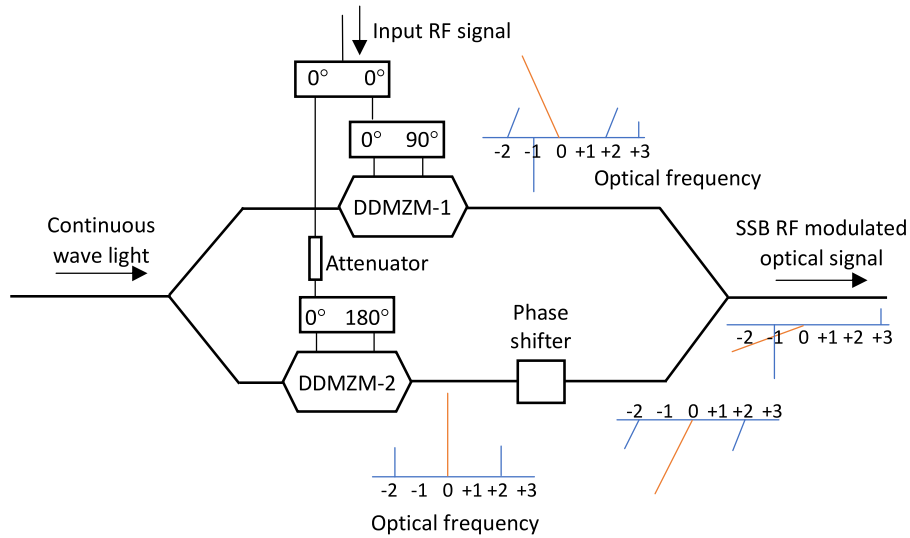 Input RF signal
0° 0°
0° 90°
-2 -1 0 +1 +2 +3
Optical frequency
DDMZM-1
Continuous
wave light
SSB RF modulated
optical signal
Attenuator
0° 180°
Phase
shifter
-2 -1 0 +1 +2 +3
DDMZM-2
-2 -1 0 +1 +2 +3
-2 -1 0 +1 +2 +3
Optical frequency